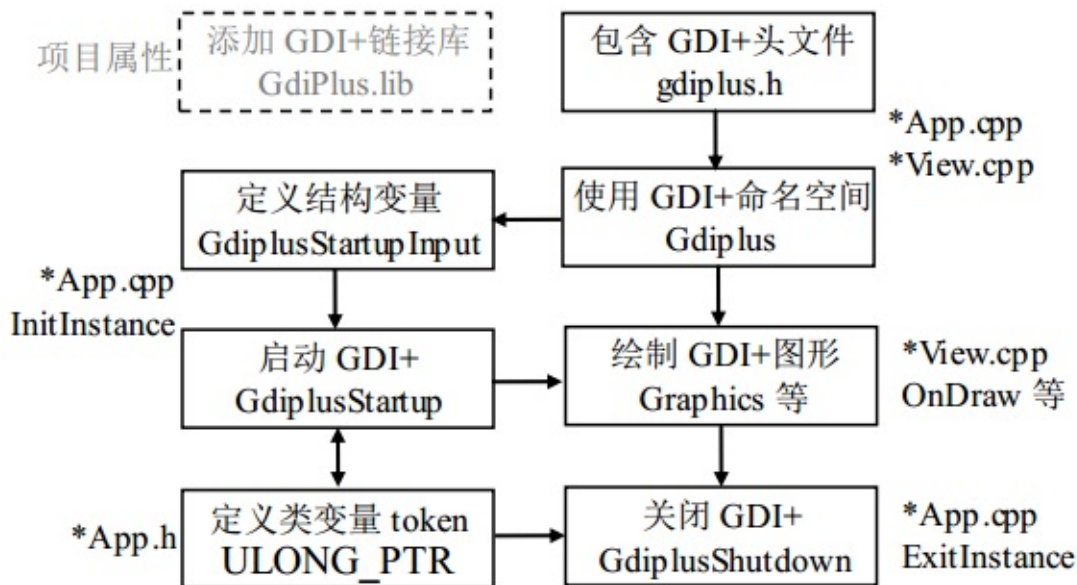 项目属性
添加 GDI+链接库
GdiPlus.lib
包含 GDI+头文件
gdiplus.h
*App.cpp
*View.cpp
定义结构变量
GdiplusStartupInput
使用 GDI+命名空间
Gdiplus
*App.cpp
InitInstance
启动 GDI+
GdiplusStartup
绘制 GDI+图形
Graphics 等
*View.cpp
OnDraw 等
*App.h
定义类变量 token
ULONG_PTR
关闭 GDI+
GdiplusShutdown
*App.cpp
ExitInstance